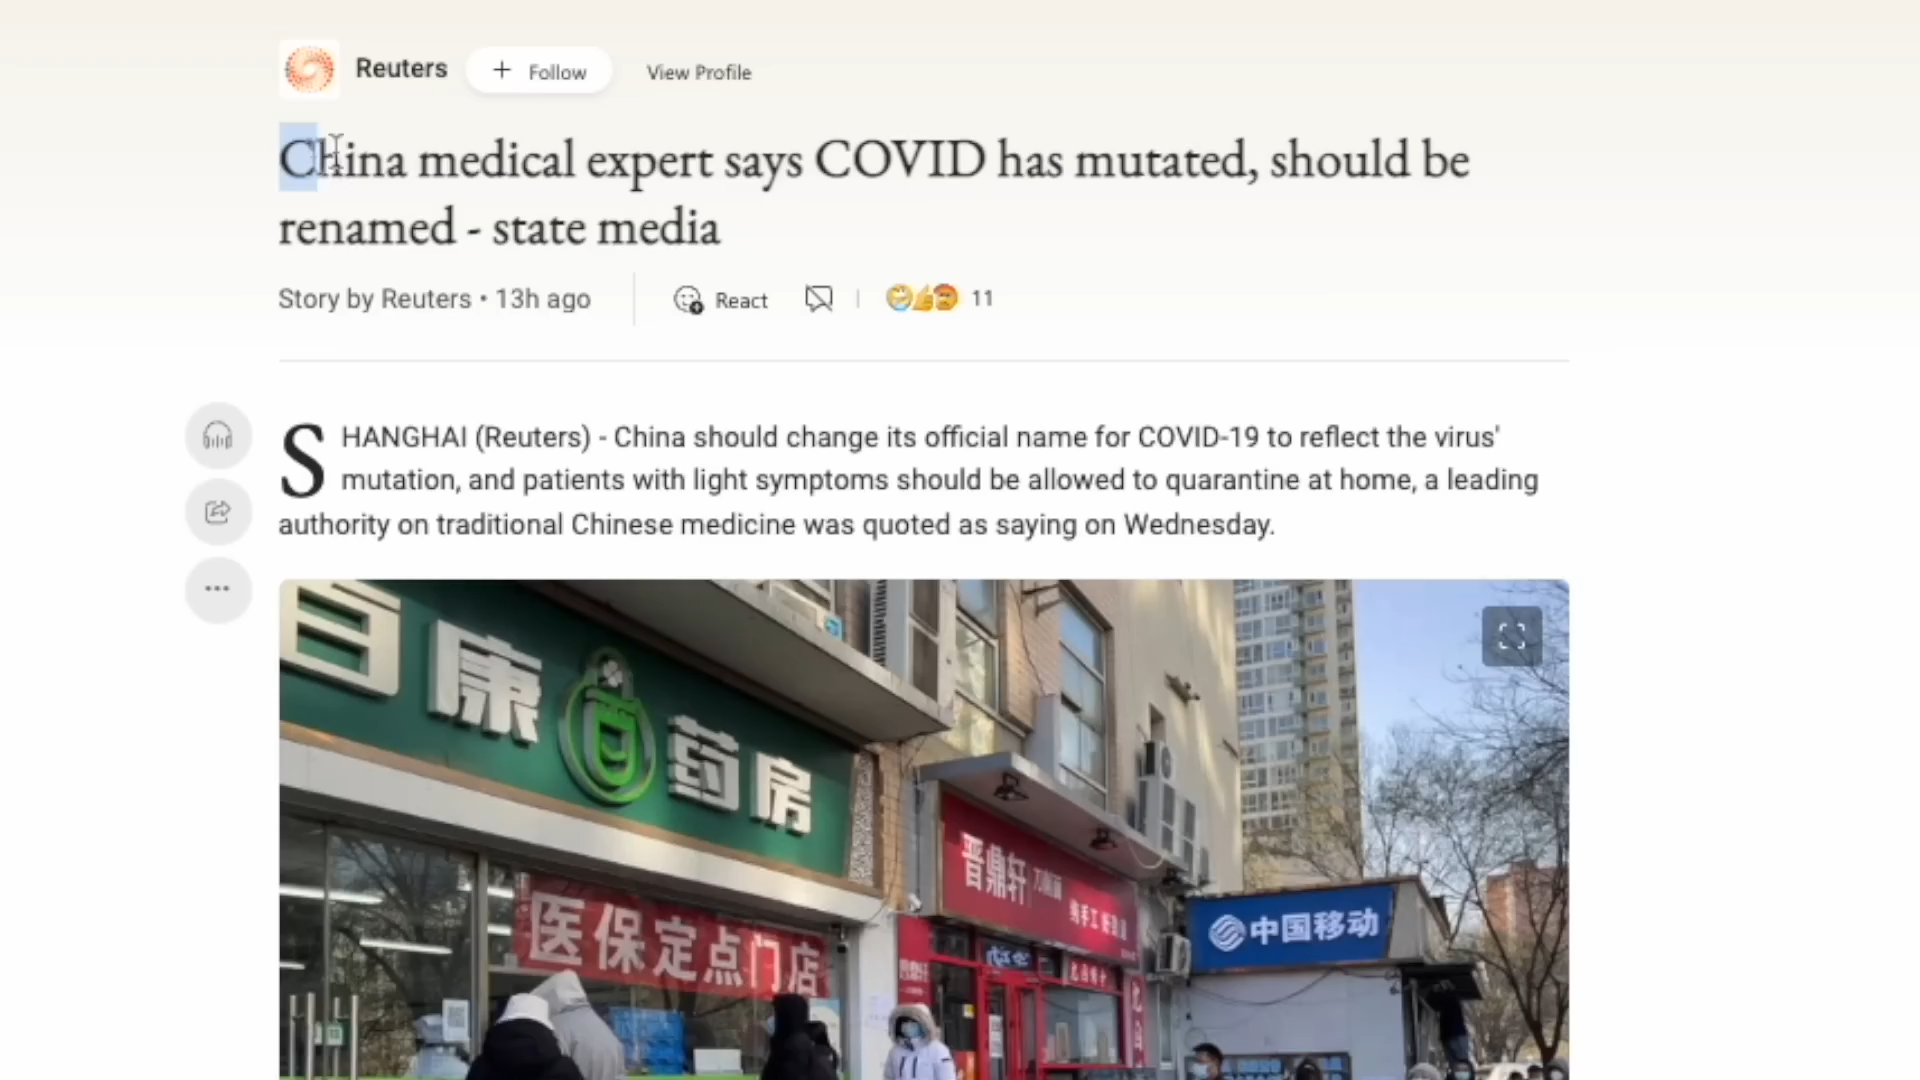 Reuters
+ Follow
View Profile
China medical expert says COVID has mutated, should be
renamed - state media
Story by Reuters • 13h ago
React
11
SHANGHAI (Reuters) - China should change its official name for COVID-19 to reflect the virus'
mutation, and patients with light symptoms should be allowed to quarantine at home, a leading
authority on traditional Chinese medicine was quoted as saying on Wednesday.
百康药房
晋鼎轩
中国移动
医保定点门店